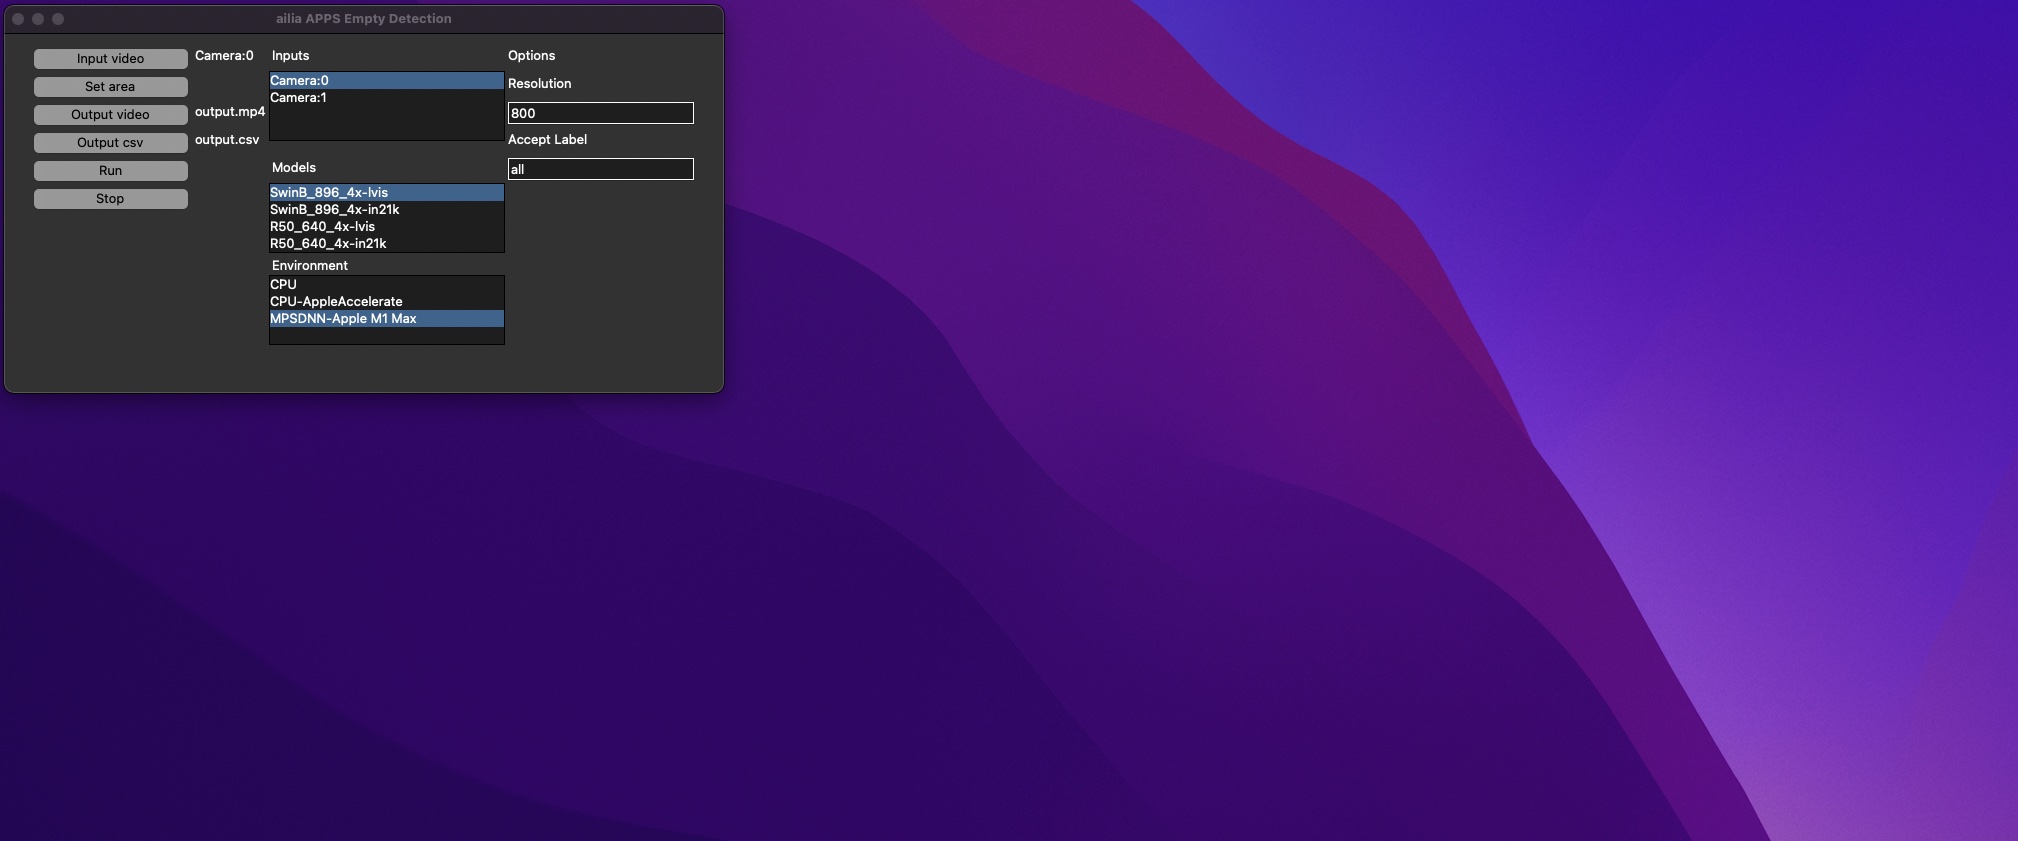 ailia APPS Empty Detection
Input video
Set area
Output video
Output csv
Run
Stop
Camera:0
output.mp4
output.csv
Inputs
Camera:0
Camera:1
Models
SwinB_896_4x-lvis
SwinB_896_4x-in21k
R50_640_4x-lvis
R50_640_4x-in21k
Environment
CPU
CPU-AppleAccelerate
MPSDNN-Apple M1 Max
Options
Resolution
800
Accept Label
all